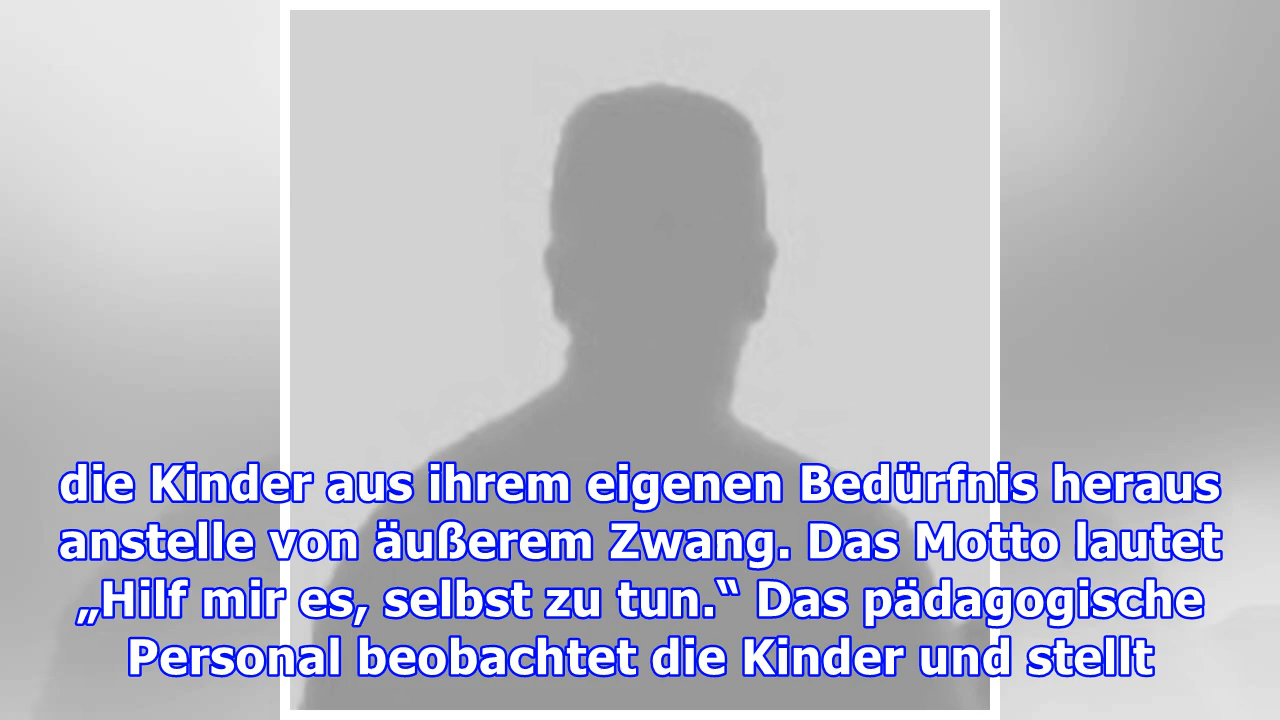 die Kinder aus ihrem eigenen Bedürfnis heraus
anstelle von äußerem Zwang. Das Motto lautet
„Hilf mir es, selbst zu tun.“ Das pädagogische
Personal beobachtet die Kinder und stellt